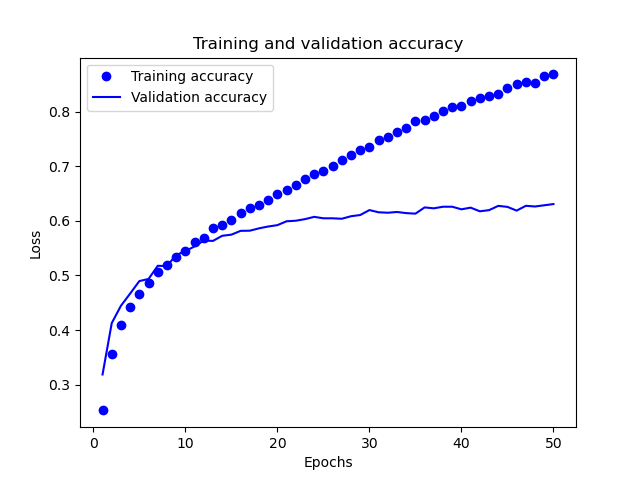 Training and validation accuracy
Training accuracy
Validation accuracy
Loss
0.8
0.7
0.6
0.5
0.4
0.3
0 10 20 30 40 50
Epochs